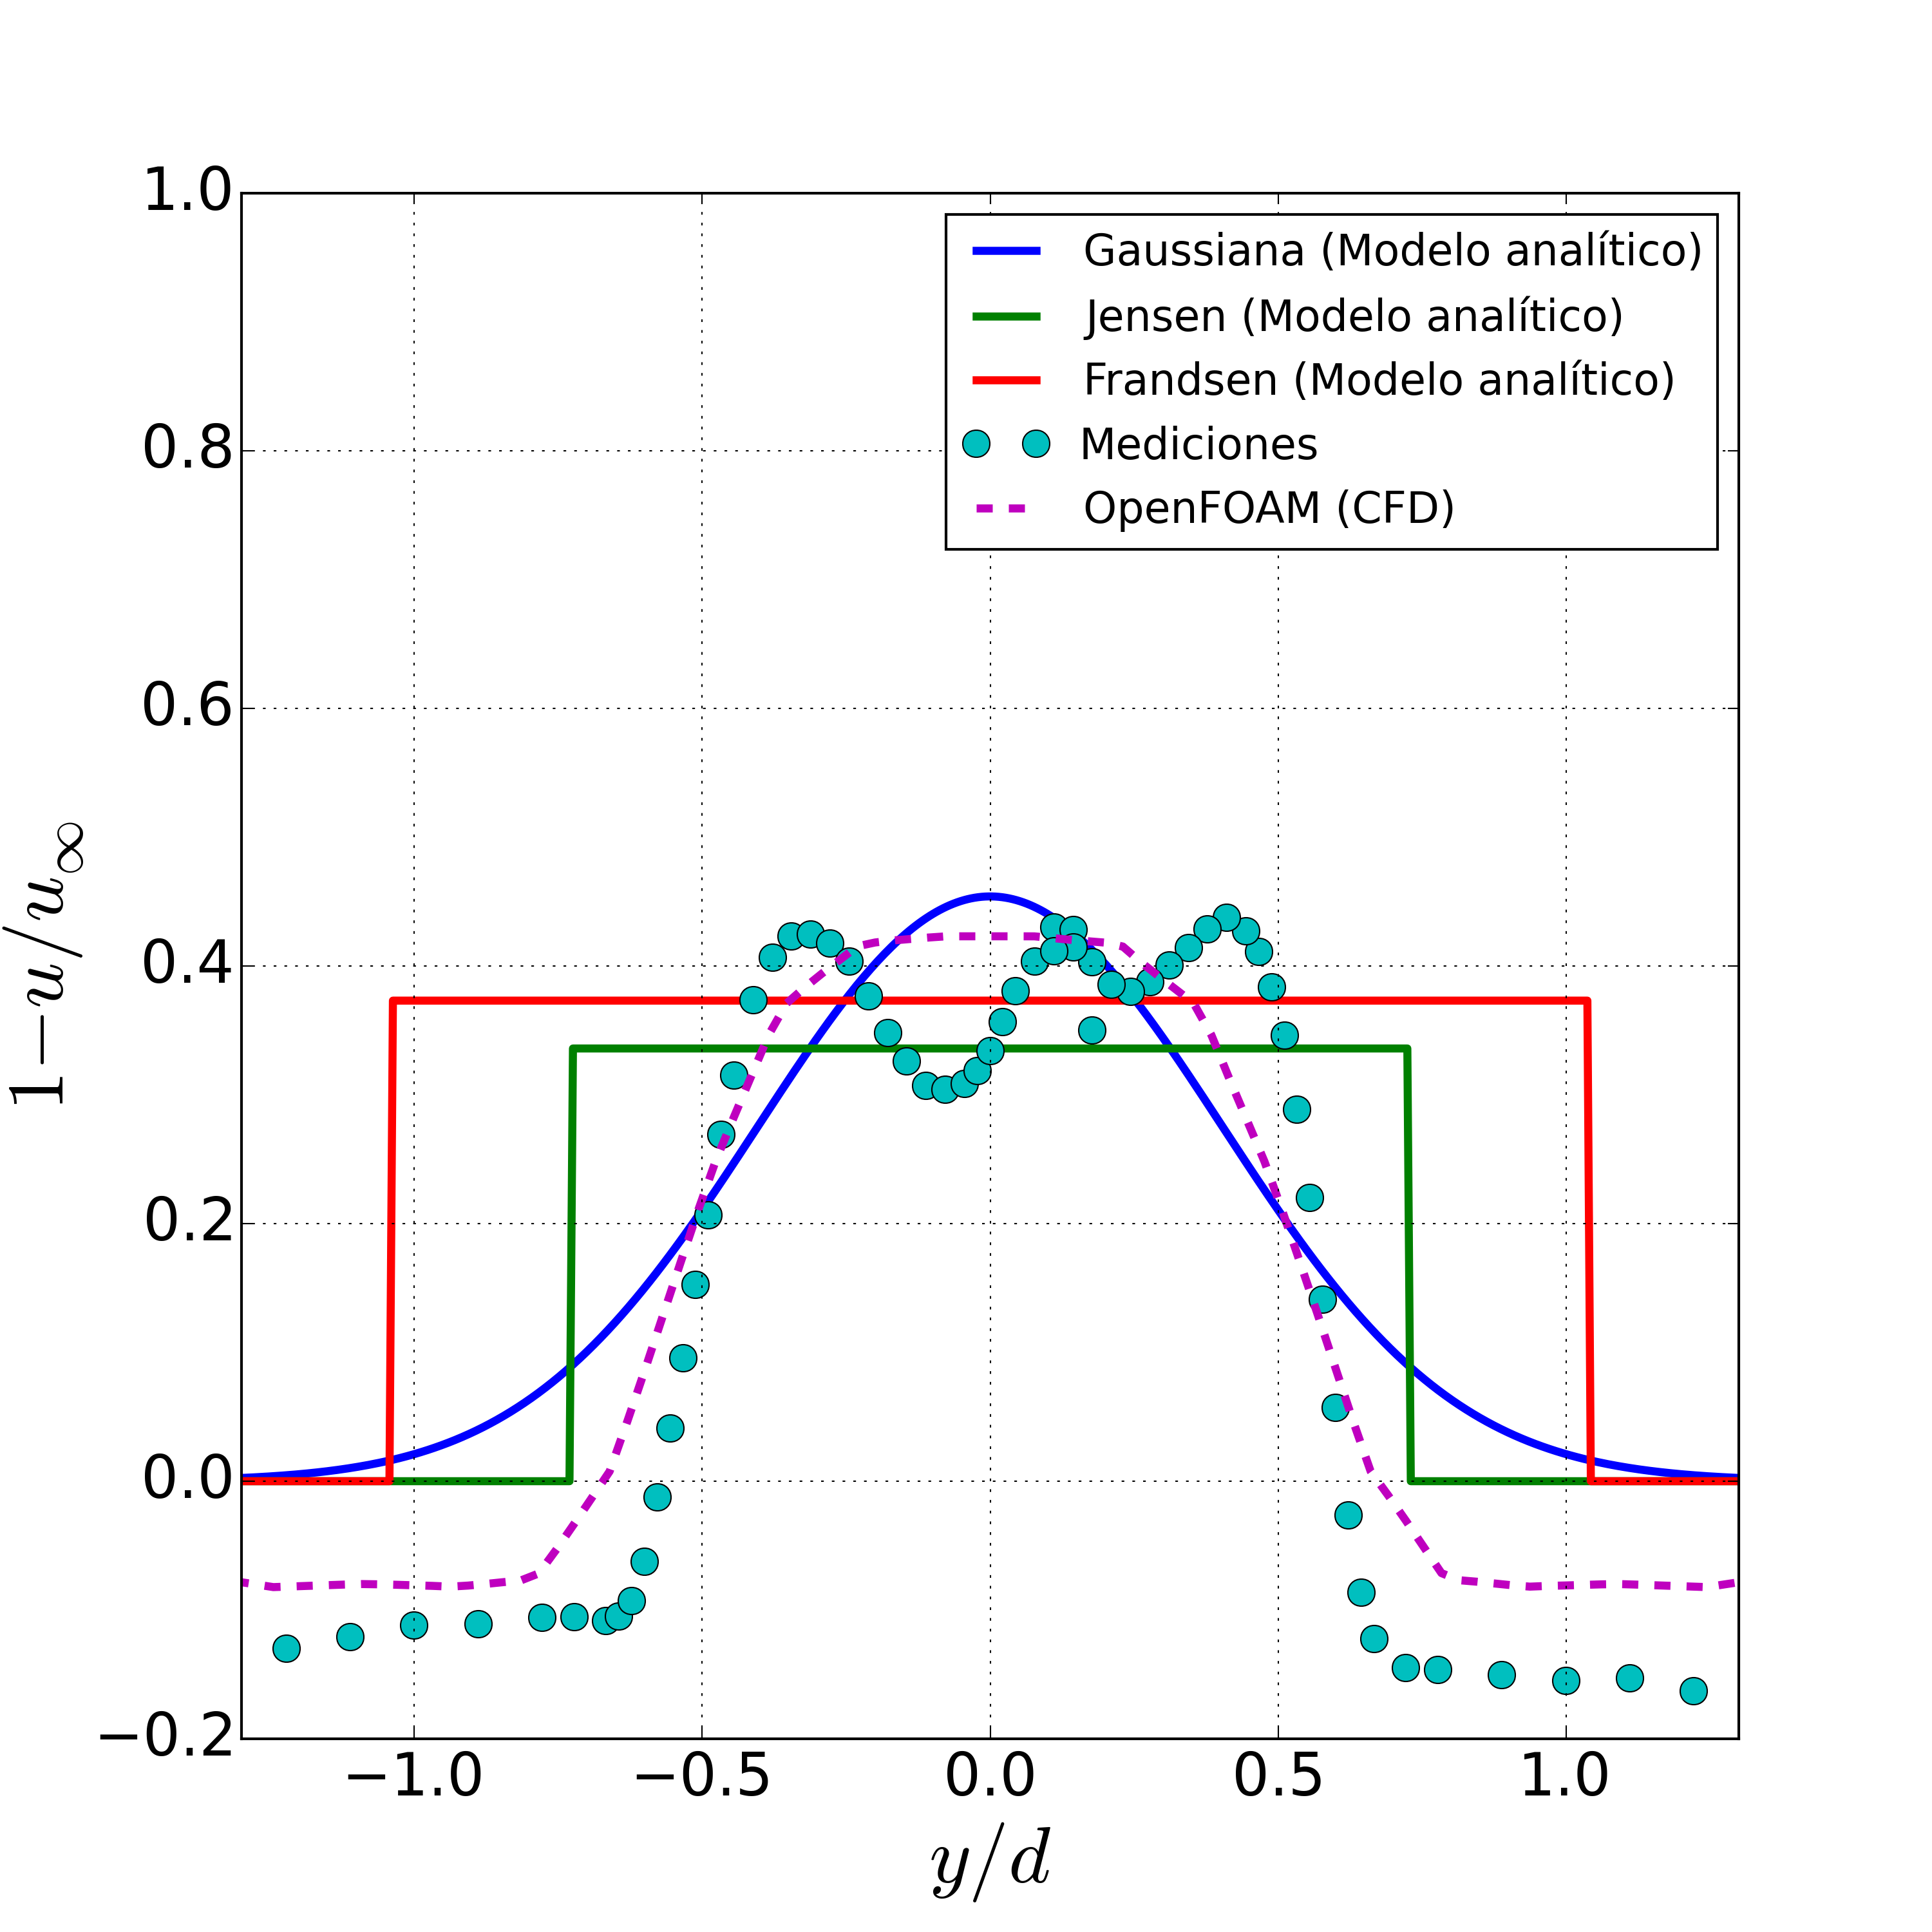 1.0
0.8
0.6
0.4
0.2
0.0
−0.2
1−u/u∞
Gaussiana (Modelo analítico)
Jensen (Modelo analítico)
Frandsen (Modelo analítico)
Mediciones
OpenFOAM (CFD)
−1.0 −0.5 0.0 0.5 1.0
y/d